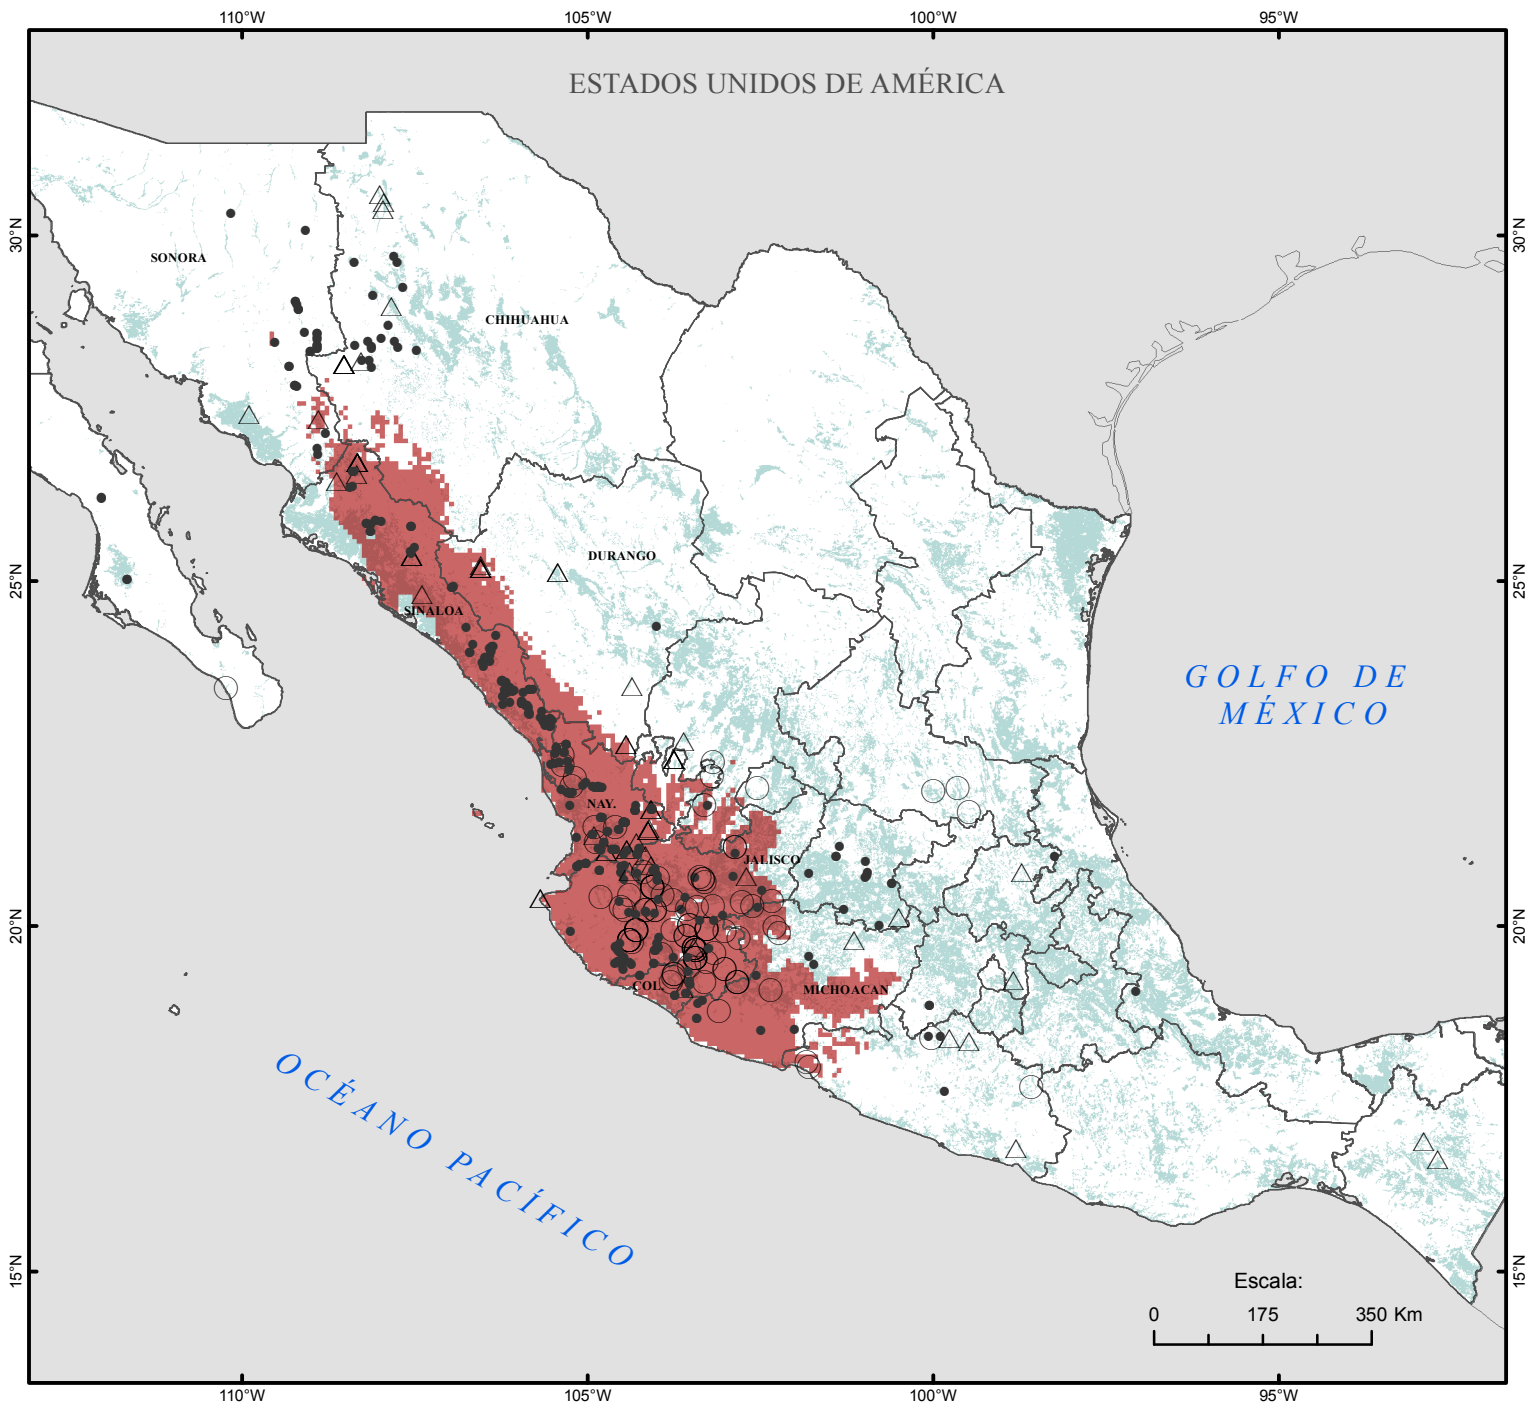 110°W 105°W 100°W 95°W
ESTADOS UNIDOS DE AMÉRICA
30°N 30°N
SONORA
CHIHUAHUA
DURANGO
25°N 25°N
SINALOA
GOLFO DE
MÉXICO
NAY.
JALISCO
20°N 20°N
COL.
MICHOACAN
OCÉANO PACÍFICO
15°N 15°N
Escala:
0 175 350 Km
110°W 105°W 100°W 95°W